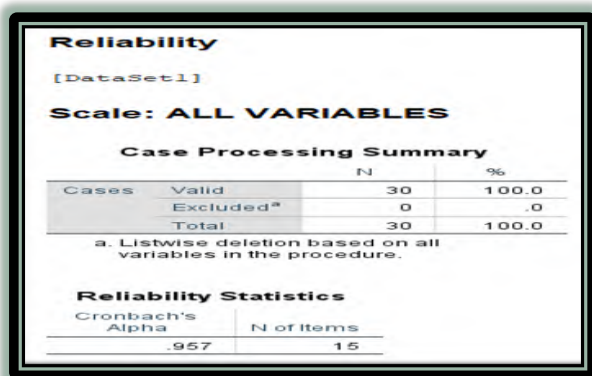 Reliability
[DataSet1]
Scale: ALL VARIABLES
Case Processing Summary
N %
Cases Valid 30 100.0
Excludedª 0 .0
Total 30 100.0
a. Listwise deletion based on all
variables in the procedure.
Reliability Statistics
Cronbach's
Alpha N of Items
.957 15